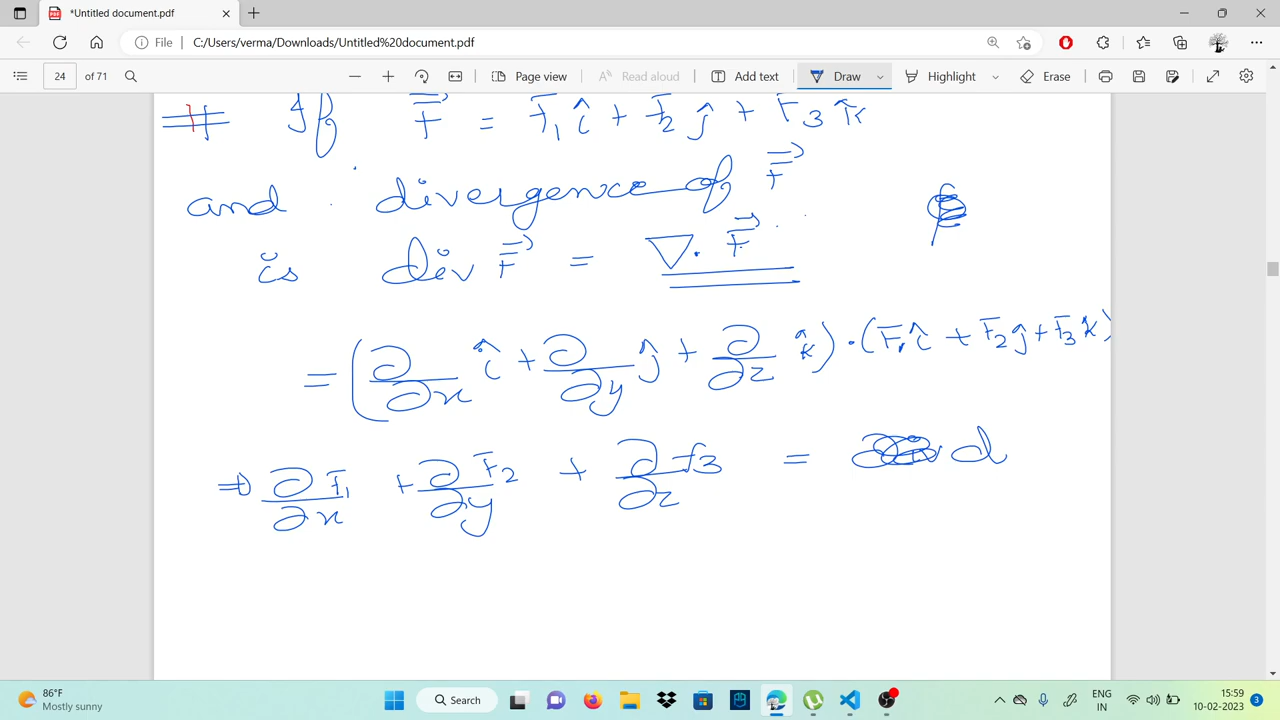 *Untitled document.pdf
File C:/Users/verma/Downloads/Untitled%20document.pdf
24 of 71 Page view Read aloud Add text Draw Highlight Erase
If F⃗ = F₁î + F₂ĵ + F₃k̂
and divergence of F⃗
is div F⃗ = ∇·F⃗
= (∂/∂x î + ∂/∂y ĵ + ∂/∂z k̂)·(F₁î + F₂ĵ + F₃k̂)
⇒ ∂F₁/∂x + ∂F₂/∂y + ∂f₃/∂z = d
86°F
Mostly sunny
Search
ENG
IN
15:59
10-02-2023
3